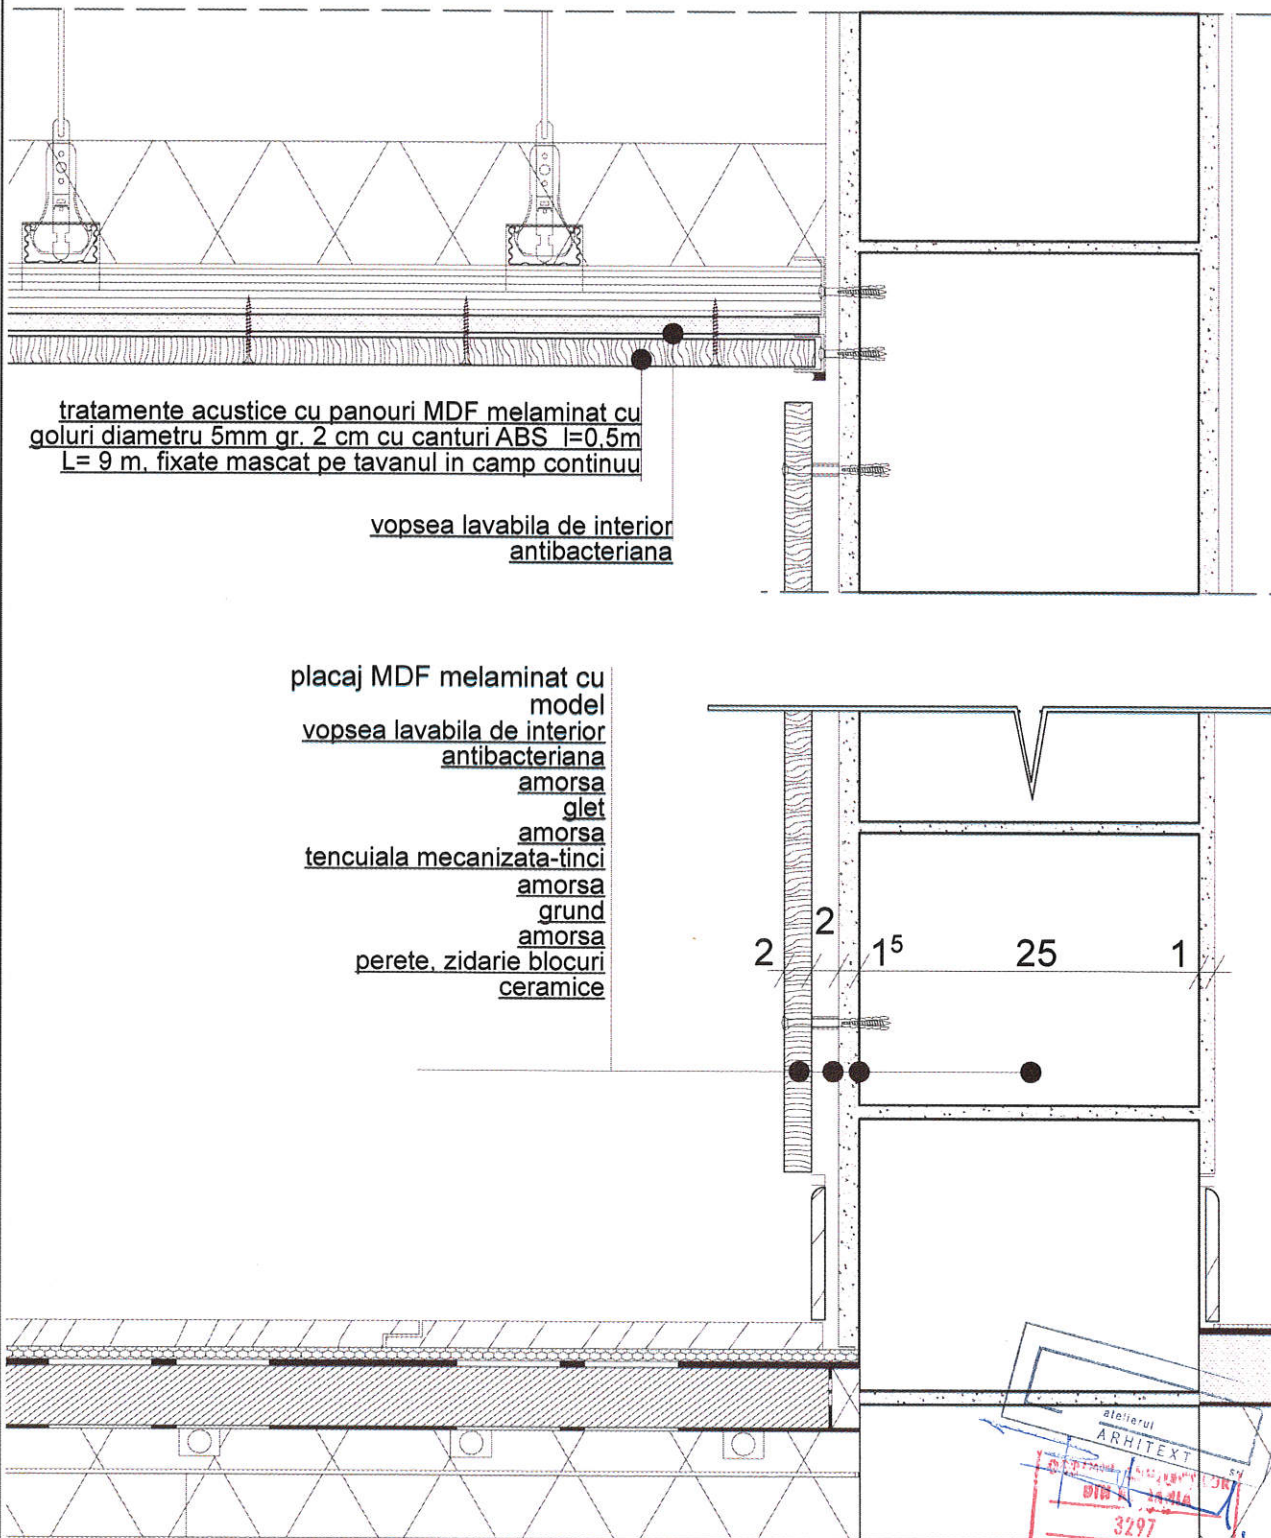 tratamente acustice cu panouri MDF melaminat cu
goluri diametru 5mm gr. 2 cm cu canturi ABS l=0,5m
L= 9 m, fixate mascat pe tavanul in camp continuu
vopsea lavabila de interior
antibacteriana
placaj MDF melaminat cu
model
vopsea lavabila de interior
antibacteriana
amorsa
glet
amorsa
tencuiala mecanizata-tinci
amorsa
grund
amorsa
perete, zidarie blocuri
ceramice
2 2 1⁵ 25 1
atelierul
ARHITEXT
DIN
3297